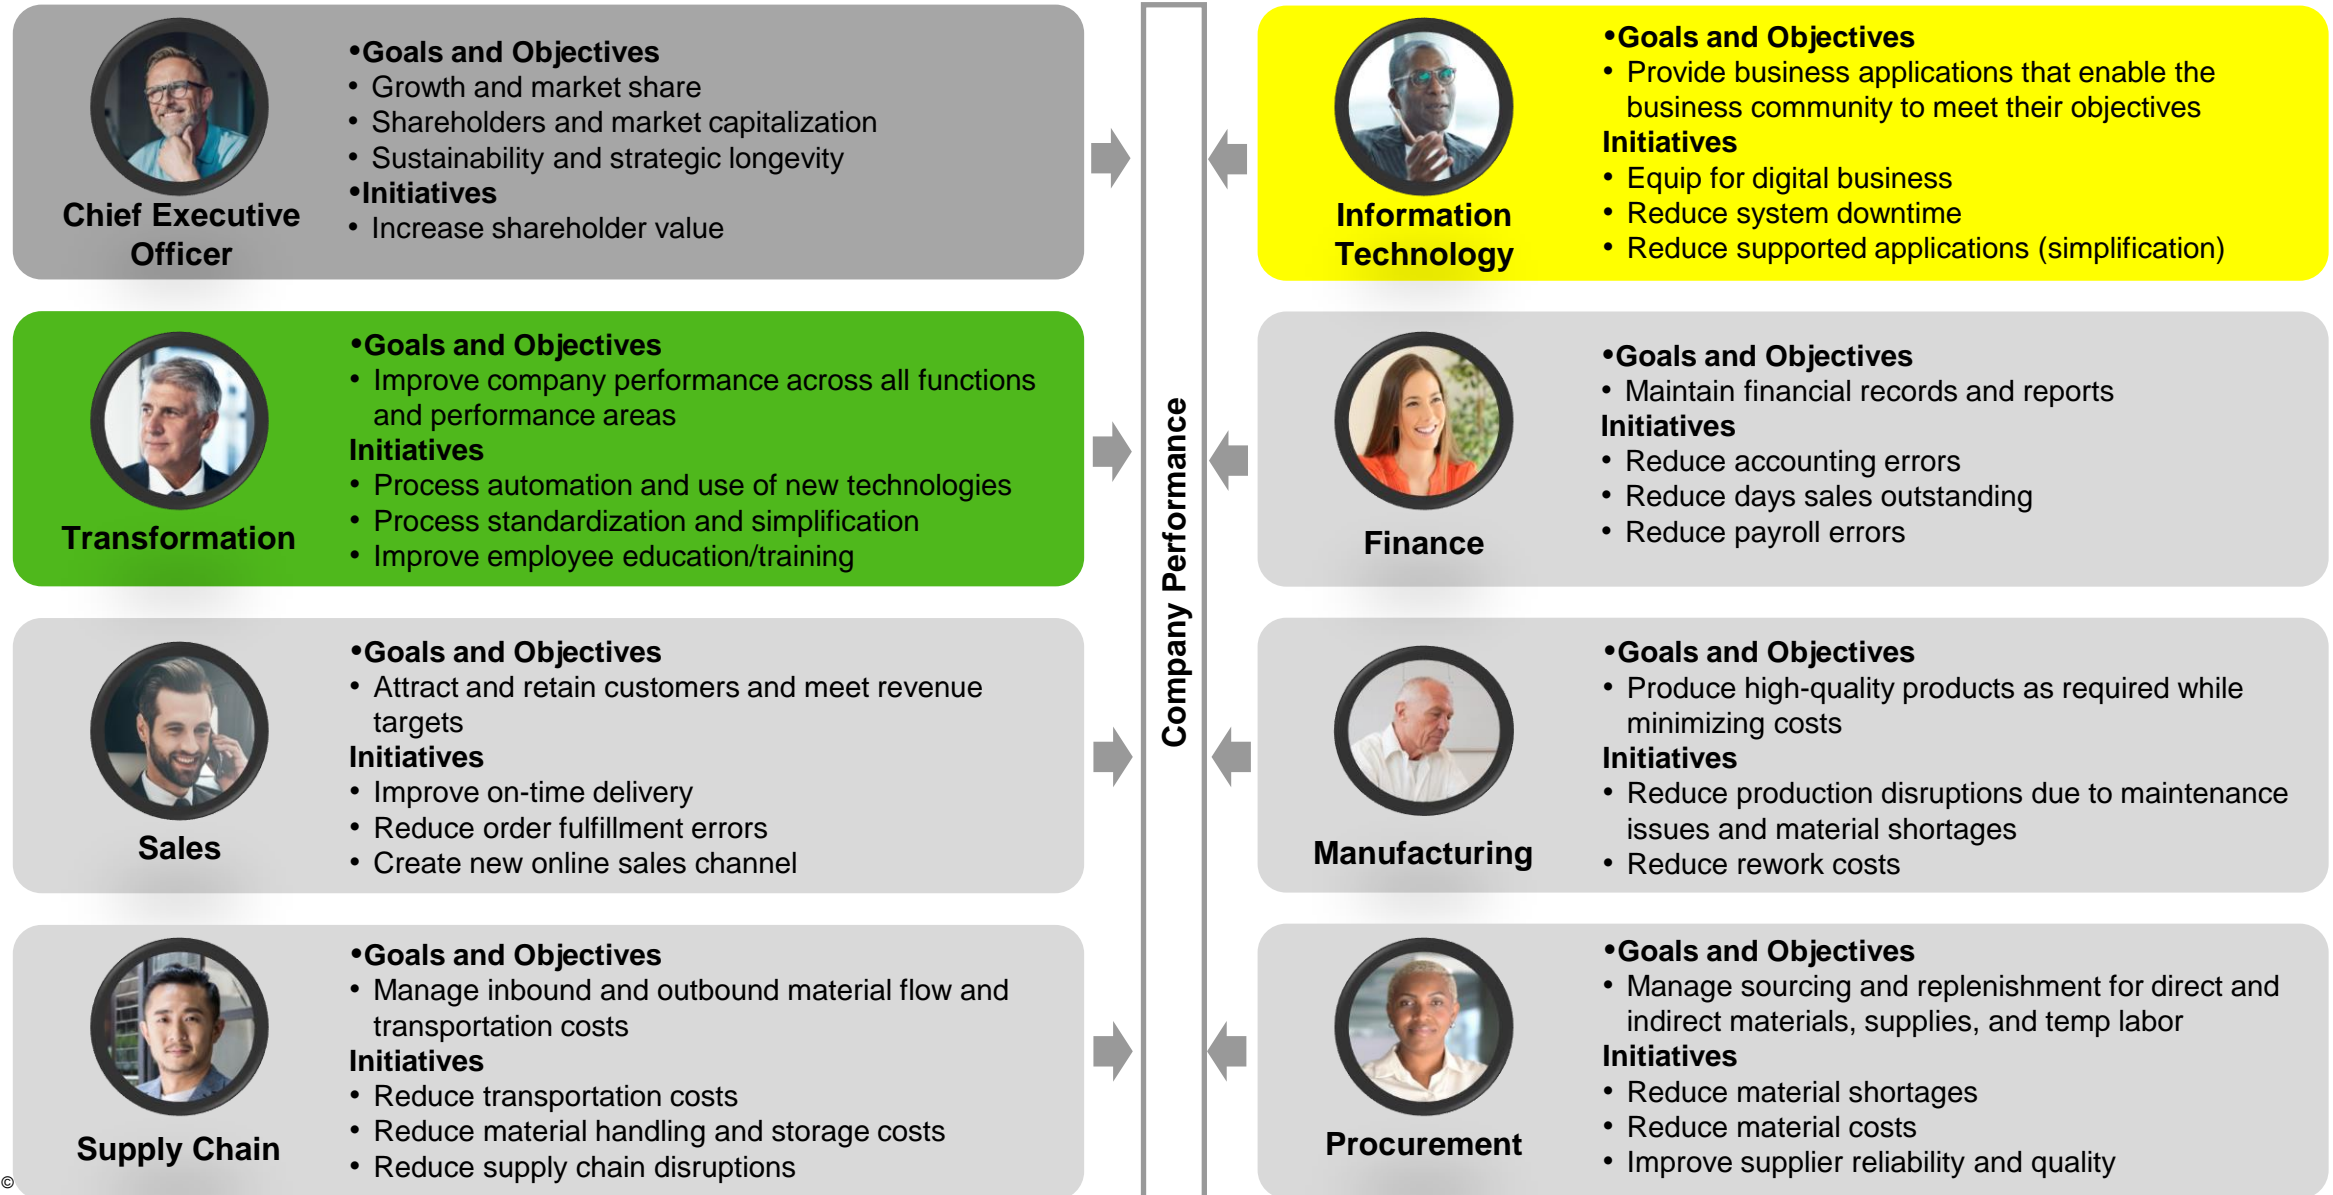 Chief Executive
Officer
•Goals and Objectives
• Growth and market share
• Shareholders and market capitalization
• Sustainability and strategic longevity
•Initiatives
• Increase shareholder value
Transformation
•Goals and Objectives
• Improve company performance across all functions
and performance areas
Initiatives
• Process automation and use of new technologies
• Process standardization and simplification
• Improve employee education/training
Sales
•Goals and Objectives
• Attract and retain customers and meet revenue
targets
Initiatives
• Improve on-time delivery
• Reduce order fulfillment errors
• Create new online sales channel
Supply Chain
•Goals and Objectives
• Manage inbound and outbound material flow and
transportation costs
Initiatives
• Reduce transportation costs
• Reduce material handling and storage costs
• Reduce supply chain disruptions
©
Company Performance
Information
Technology
•Goals and Objectives
• Provide business applications that enable the
business community to meet their objectives
Initiatives
• Equip for digital business
• Reduce system downtime
• Reduce supported applications (simplification)
Finance
•Goals and Objectives
• Maintain financial records and reports
Initiatives
• Reduce accounting errors
• Reduce days sales outstanding
• Reduce payroll errors
Manufacturing
•Goals and Objectives
• Produce high-quality products as required while
minimizing costs
Initiatives
• Reduce production disruptions due to maintenance
issues and material shortages
• Reduce rework costs
Procurement
•Goals and Objectives
• Manage sourcing and replenishment for direct and
indirect materials, supplies, and temp labor
Initiatives
• Reduce material shortages
• Reduce material costs
• Improve supplier reliability and quality